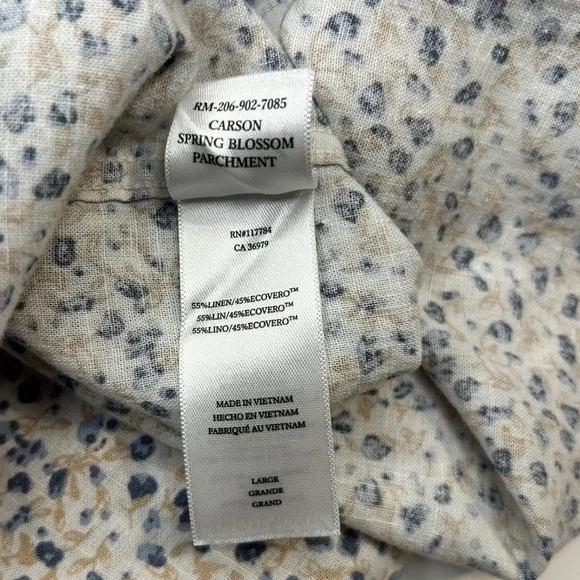 RM-206-902-7085
CARSON
SPRING BLOSSOM
PARCHMENT
RN#117784
CA 36979
55%LINEN/45%ECOVERO™
55%LIN/45%ECOVERO™
55%LINO/45%ECOVERO™
MADE IN VIETNAM
HECHO EN VIETNAM
FABRIQUÉ AU VIETNAM
LARGE
GRANDE
GRAND